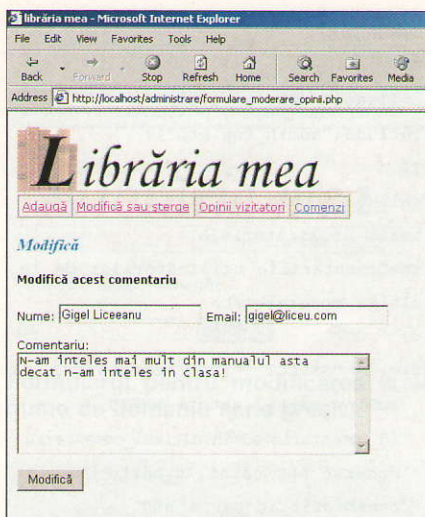 librăria mea - Microsoft Internet Explorer
File Edit View Favorites Tools Help
Back Forward Stop Refresh Home Search Favorites Media
Address http://localhost/administrare/formulare_moderare_opinii.php
Librăria mea
Adaugă Modifică sau șterge Opinii vizitatori Comenzi
Modifică
Modifică acest comentariu
Nume: Gigel Liceeanu Email: gigel@liceu.com
Comentariu:
N-am inteles mai mult din manualul asta
decat n-am inteles in clasa!
Modifică